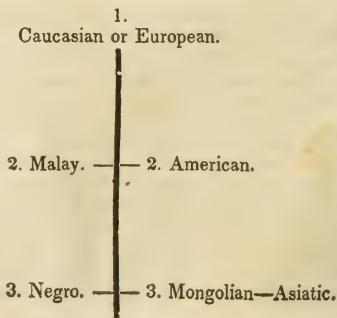 1.
Caucasian or European.
2. Malay. 2. American.
3. Negro. 3. Mongolian—Asiatic.